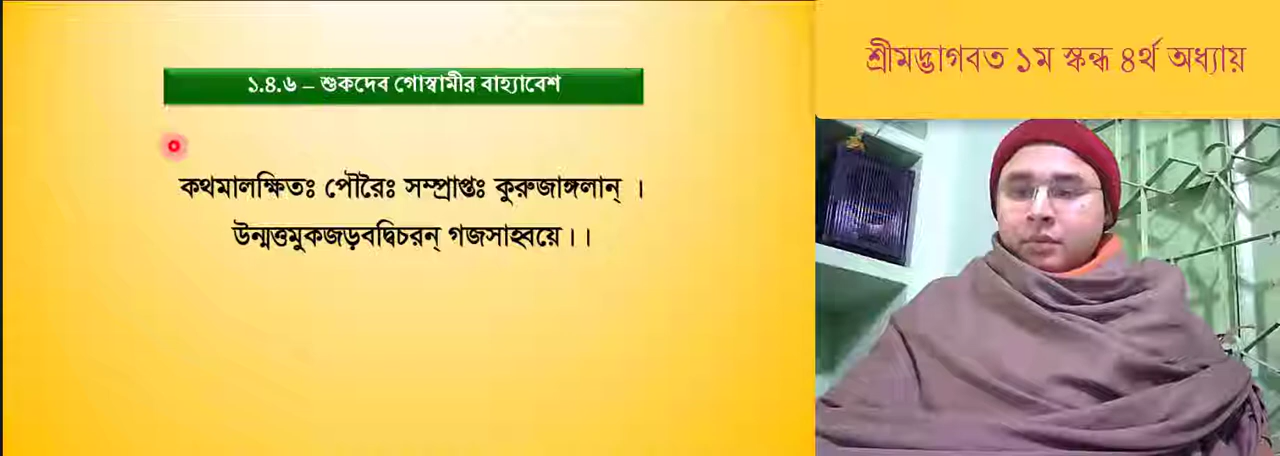 ১.৪.৬ – শুকদেব গোস্বামীর বাহ্যাবেশ
শ্রীমদ্ভাগবত ১ম স্কন্ধ ৪র্থ অধ্যায়
কথমালক্ষিতঃ পৌরৈঃ সম্প্রাপ্তঃ কুরুজাঙ্গলান্ ।
উন্মত্তমুকজড়বদ্বিচরন্ গজসাহ্বয়ে।।